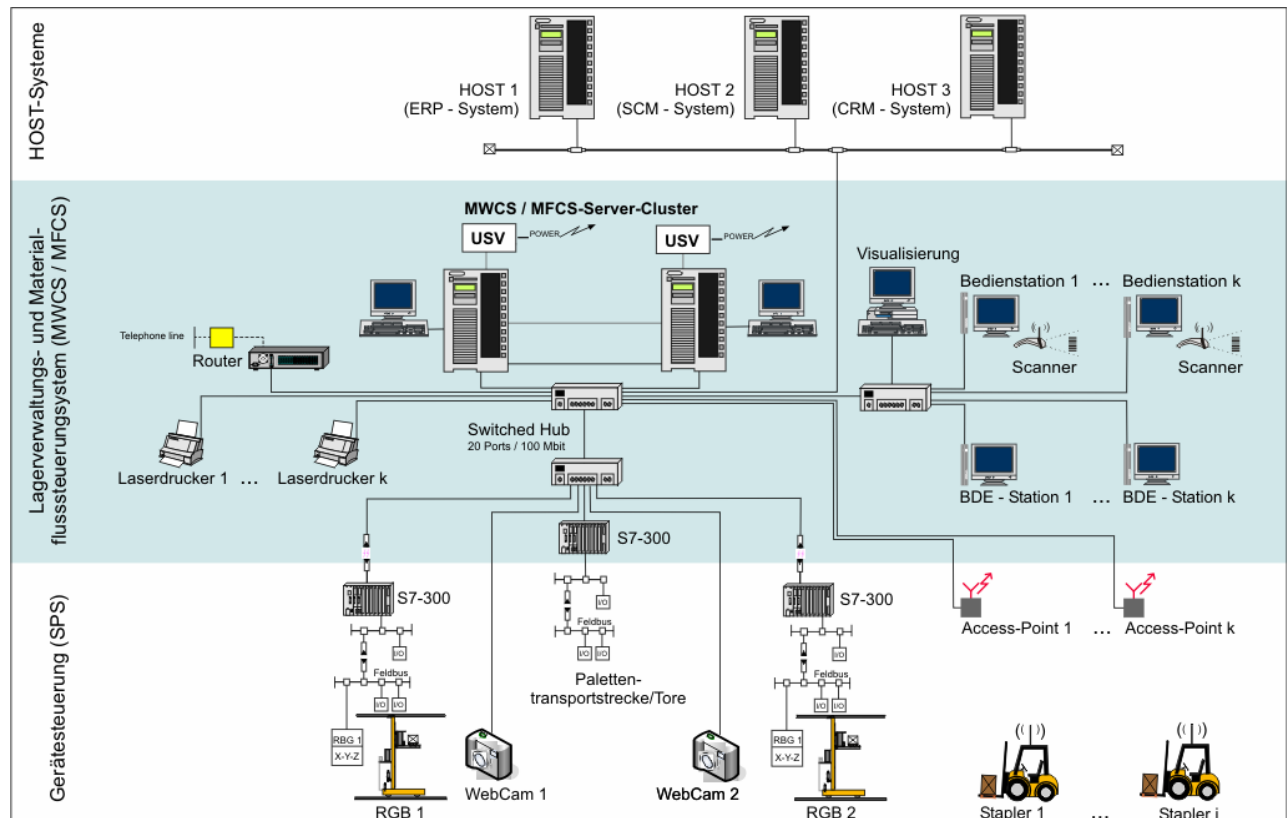 HOST-Systeme
HOST 1
(ERP - System)
HOST 2
(SCM - System)
HOST 3
(CRM - System)
Lagerverwaltungs- und Material-
flusssteuerungsystem (MWCS / MFCS)
MWCS / MFCS-Server-Cluster
USV
POWER
USV
POWER
Visualisierung
Bedienstation 1
...
Bedienstation k
Scanner
Scanner
Telephone line
Router
Switched Hub
20 Ports / 100 Mbit
Laserdrucker 1
...
Laserdrucker k
BDE - Station 1
...
BDE - Station k
Gerätesteuerung (SPS)
S7-300
S7-300
S7-300
I/O
Feldbus
I/O
I/O
I/O
Feldbus
I/O
I/O
I/O
Feldbus
I/O
I/O
Paletten-
transportstrecke/Tore
Access-Point 1
...
Access-Point k
RBG 1
X-Y-Z
RBG 1
X-Y-Z
RGB 1
WebCam 1
WebCam 2
RGB 2
Stapler 1
...
Stapler j